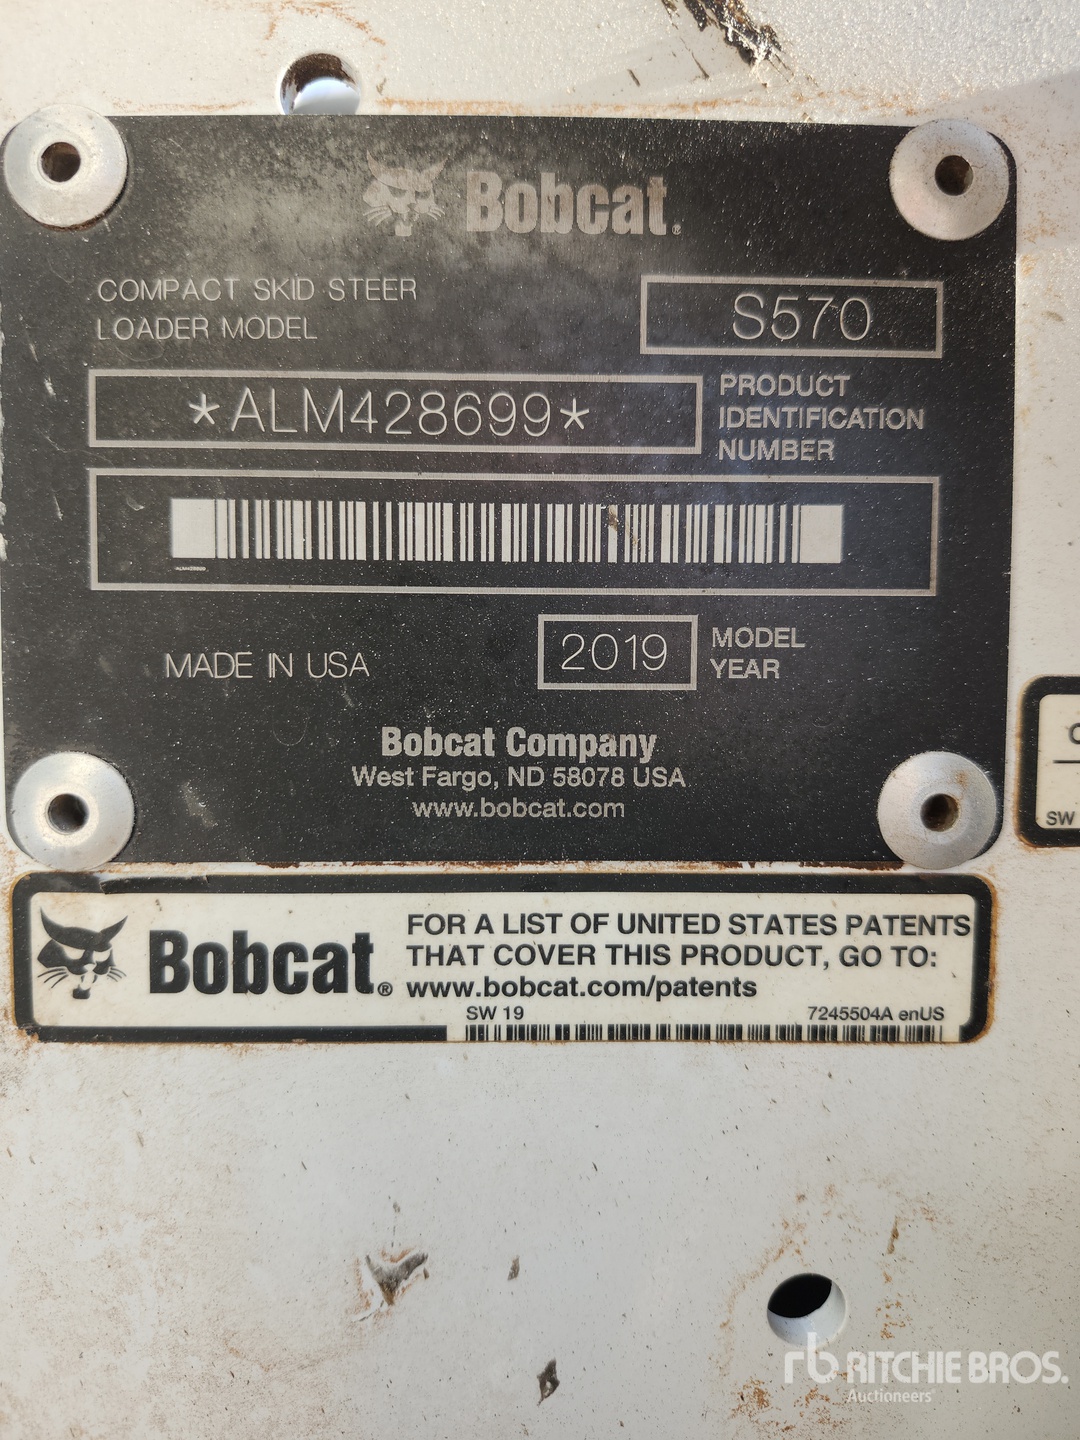 Bobcat®
COMPACT SKID STEER
LOADER MODEL
S570
*ALM428699*
PRODUCT
IDENTIFICATION
NUMBER
ALM428699
MADE IN USA
2019
MODEL
YEAR
Bobcat Company
West Fargo, ND 58078 USA
www.bobcat.com
SW
Bobcat®
FOR A LIST OF UNITED STATES PATENTS
THAT COVER THIS PRODUCT, GO TO:
www.bobcat.com/patents
SW 19
7245504A enUS
rb RITCHIE BROS.
Auctioneers